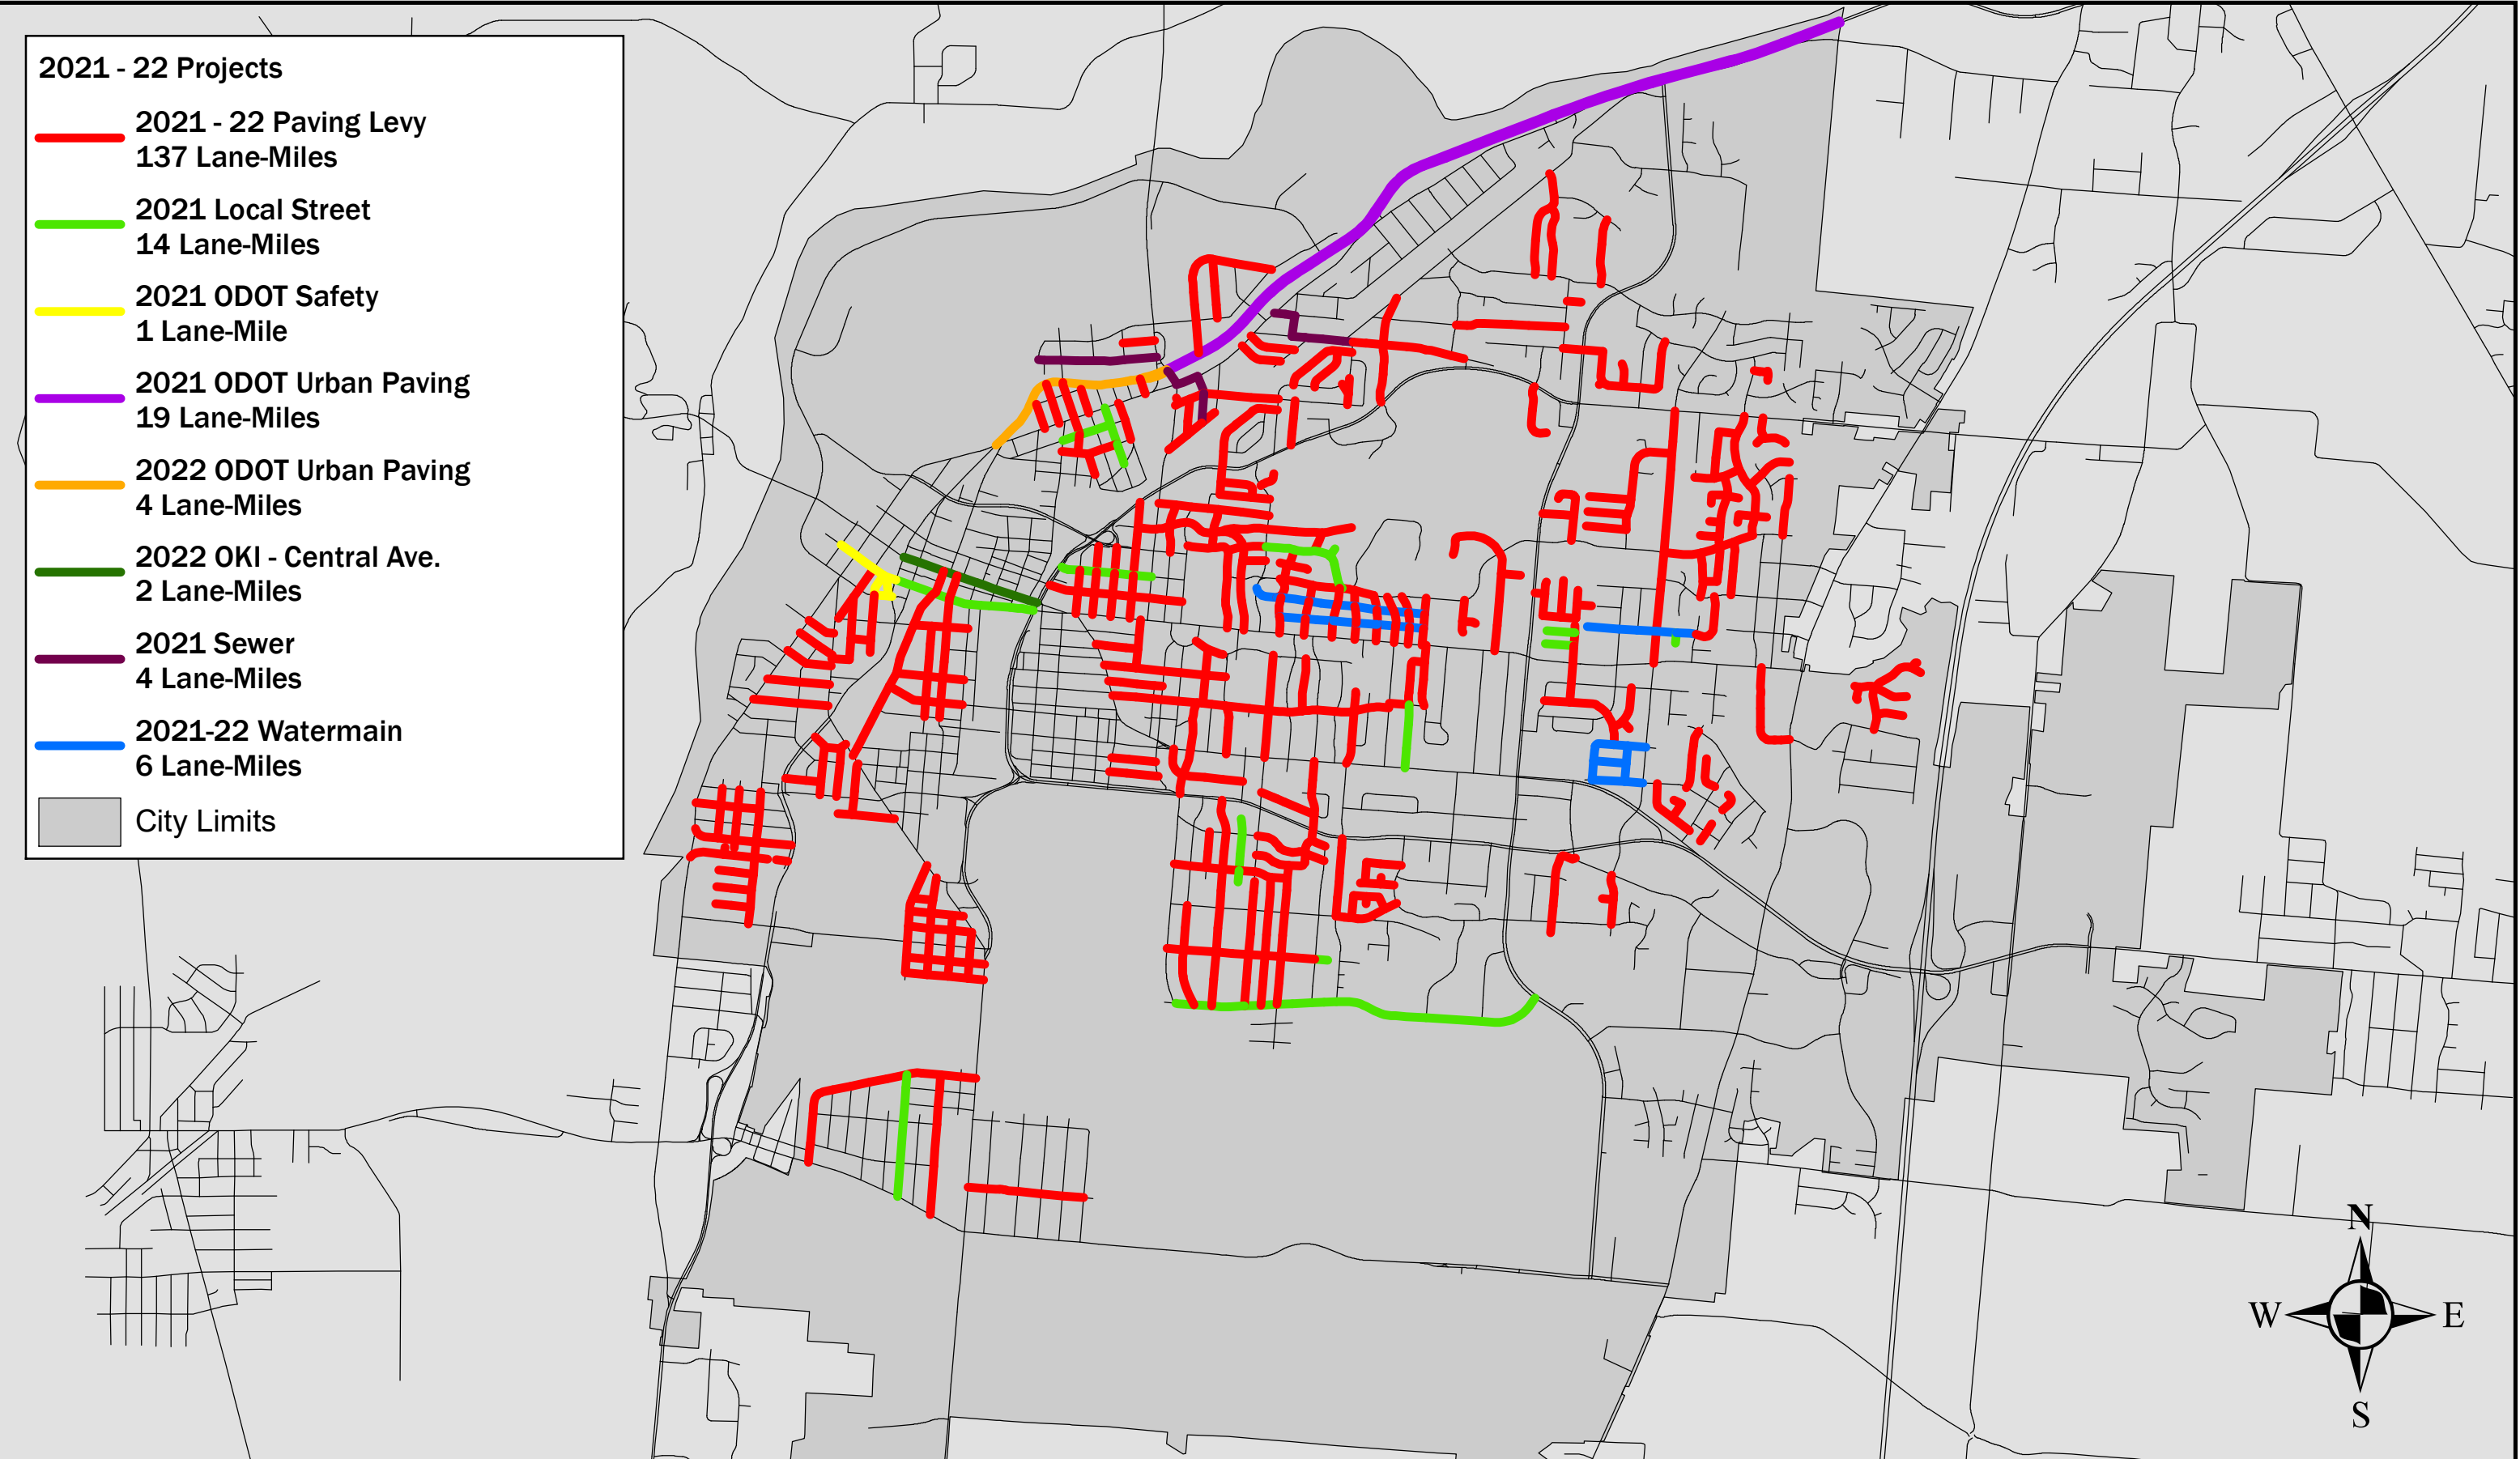 2021 - 22 Projects
2021 - 22 Paving Levy
137 Lane-Miles
2021 Local Street
14 Lane-Miles
2021 ODOT Safety
1 Lane-Mile
2021 ODOT Urban Paving
19 Lane-Miles
2022 ODOT Urban Paving
4 Lane-Miles
2022 OKI - Central Ave.
2 Lane-Miles
2021 Sewer
4 Lane-Miles
2021-22 Watermain
6 Lane-Miles
City Limits
N
W E
S